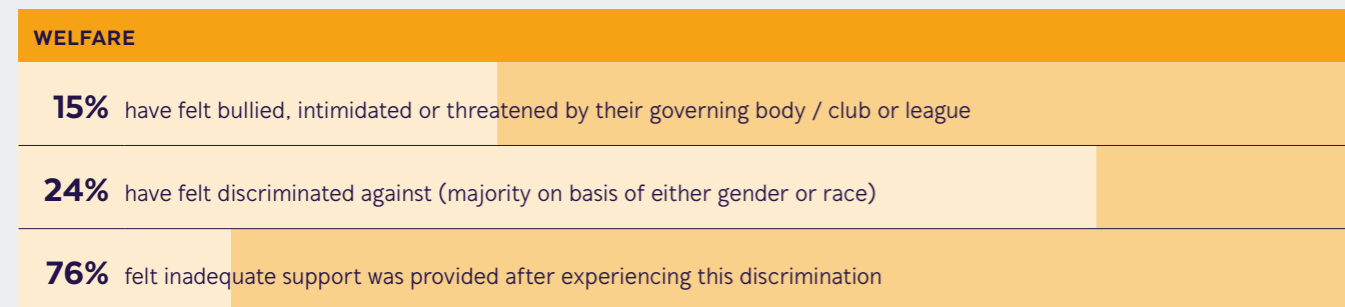 WELFARE
15% have felt bullied, intimidated or threatened by their governing body / club or league
24% have felt discriminated against (majority on basis of either gender or race)
76% felt inadequate support was provided after experiencing this discrimination